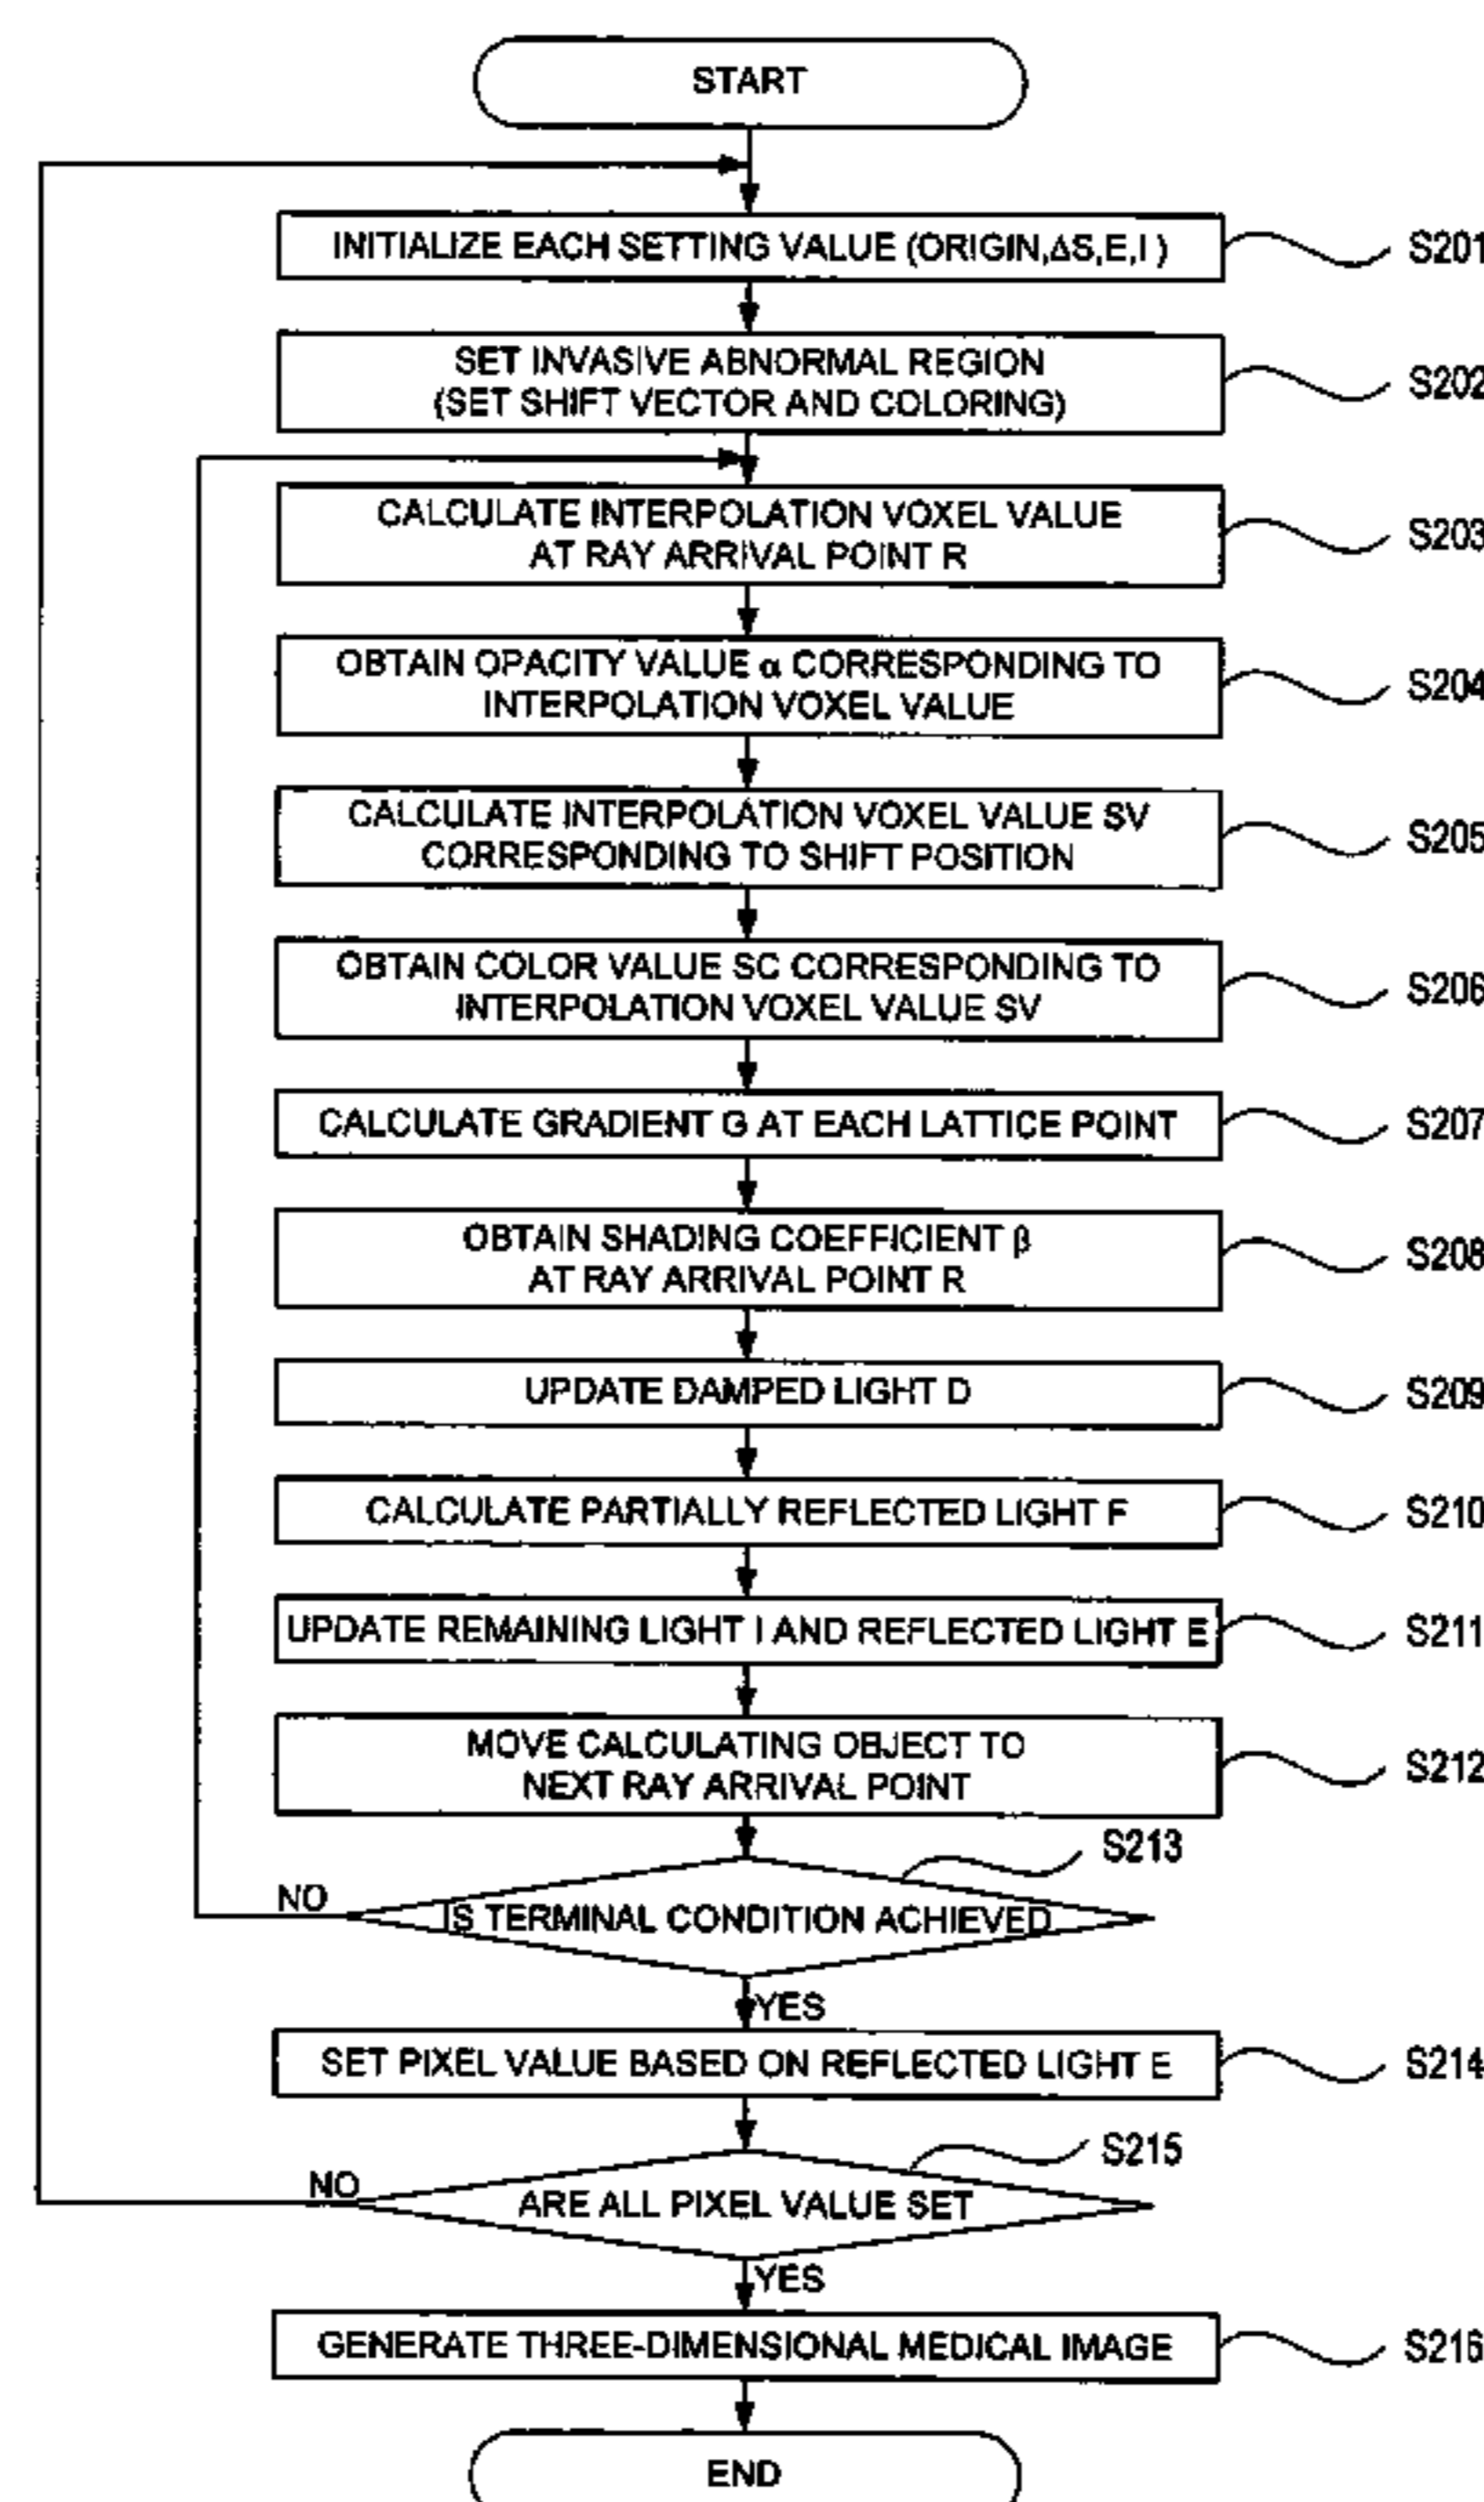 START
INITIALIZE EACH SETTING VALUE (ORIGIN,ΔS,E,I )
S201
SET INVASIVE ABNORMAL REGION
(SET SHIFT VECTOR AND COLORING)
S202
CALCULATE INTERPOLATION VOXEL VALUE
AT RAY ARRIVAL POINT R
S203
OBTAIN OPACITY VALUE α CORRESPONDING TO
INTERPOLATION VOXEL VALUE
S204
CALCULATE INTERPOLATION VOXEL VALUE SV
CORRESPONDING TO SHIFT POSITION
S205
OBTAIN COLOR VALUE SC CORRESPONDING TO
INTERPOLATION VOXEL VALUE SV
S206
CALCULATE GRADIENT G AT EACH LATTICE POINT
S207
OBTAIN SHADING COEFFICIENT β
AT RAY ARRIVAL POINT R
S208
UPDATE DAMPED LIGHT D
S209
CALCULATE PARTIALLY REFLECTED LIGHT F
S210
UPDATE REMAINING LIGHT I AND REFLECTED LIGHT E
S211
MOVE CALCULATING OBJECT TO
NEXT RAY ARRIVAL POINT
S212
S213
NO
IS TERMINAL CONDITION ACHIEVED
YES
SET PIXEL VALUE BASED ON REFLECTED LIGHT E
S214
S215
NO
ARE ALL PIXEL VALUE SET
YES
GENERATE THREE-DIMENSIONAL MEDICAL IMAGE
S216
END